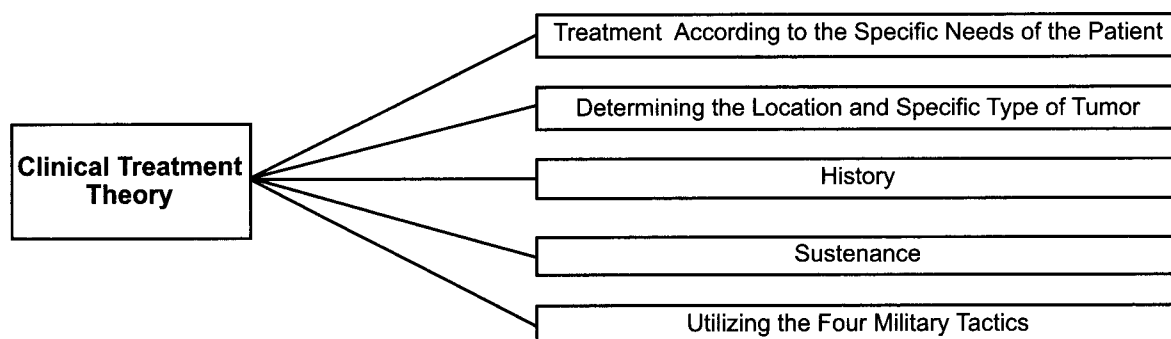 Clinical Treatment
Theory
Treatment According to the Specific Needs of the Patient
Determining the Location and Specific Type of Tumor
History
Sustenance
Utilizing the Four Military Tactics